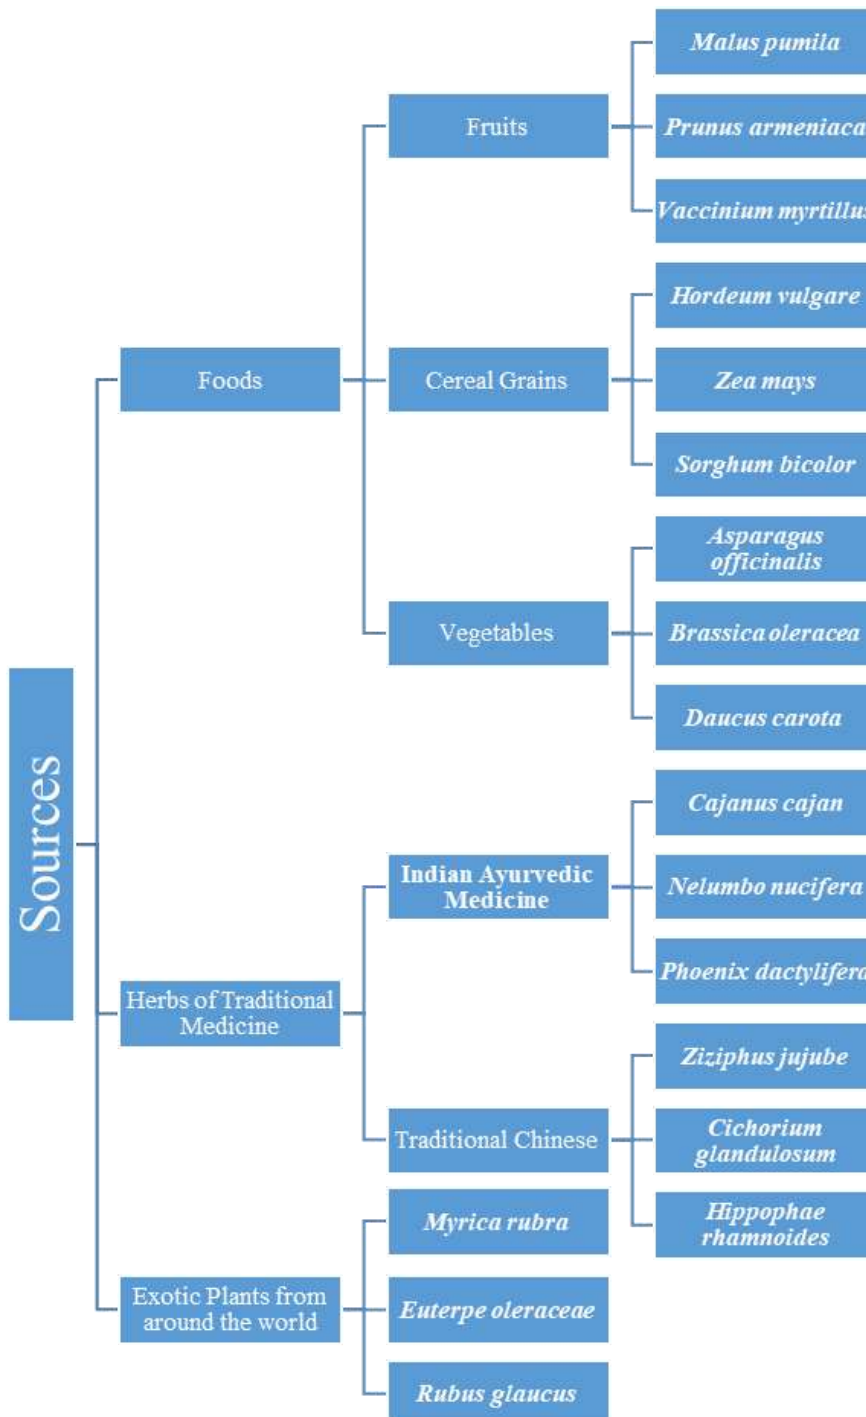 Sources
Foods
Fruits
Malus pumila
Prunus armeniaca
Vaccinium myrtillus
Cereal Grains
Hordeum vulgare
Zea mays
Sorghum bicolor
Vegetables
Asparagus
officinalis
Brassica oleracea
Daucus carota
Herbs of Traditional
Medicine
Indian Ayurvedic
Medicine
Cajanus cajan
Nelumbo nucifera
Phoenix dactylifera
Traditional Chinese
Ziziphus jujube
Cichorium
glandulosum
Hippophae
rhamnoides
Exotic Plants from
around the world
Myrica rubra
Euterpe oleraceae
Rubus glaucus